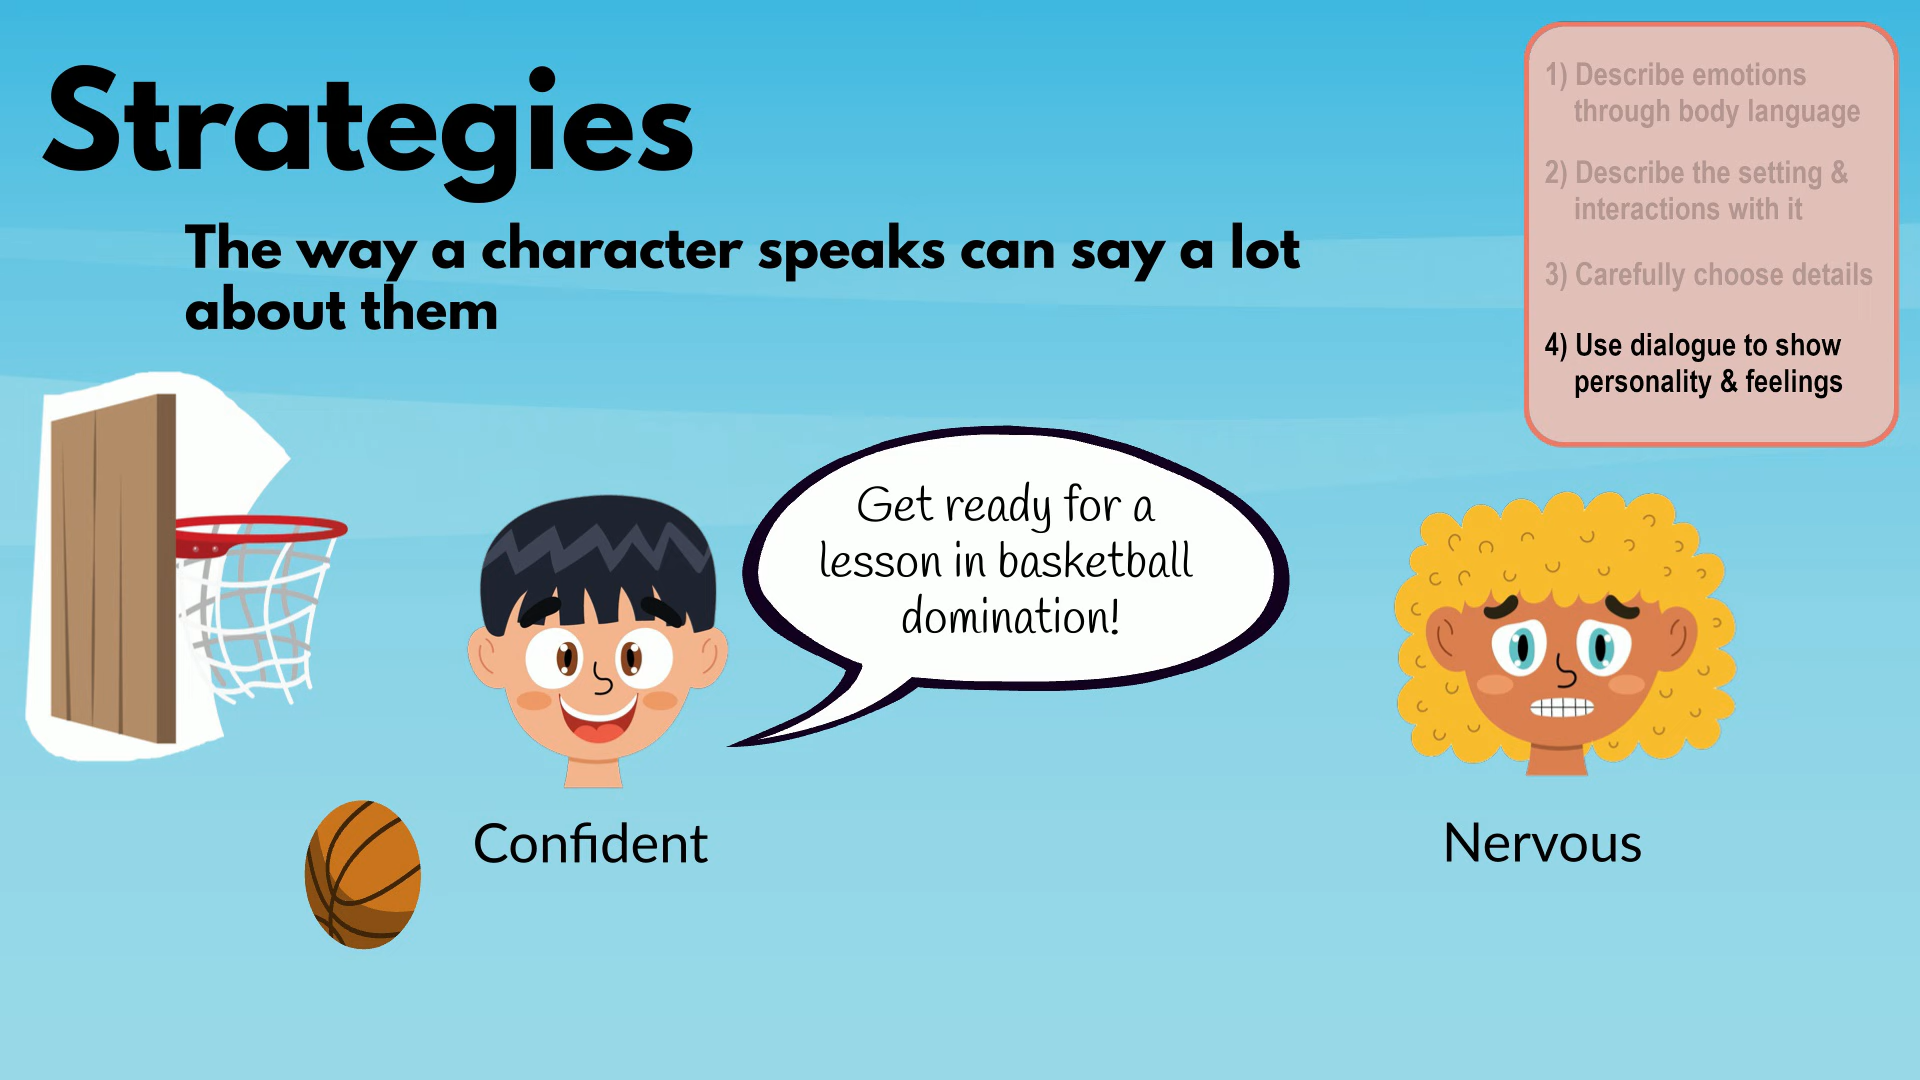 Strategies
The way a character speaks can say a lot
about them
1) Describe emotions
through body language
2) Describe the setting &
interactions with it
3) Carefully choose details
4) Use dialogue to show
personality & feelings
Get ready for a
lesson in basketball
domination!
Confident
Nervous